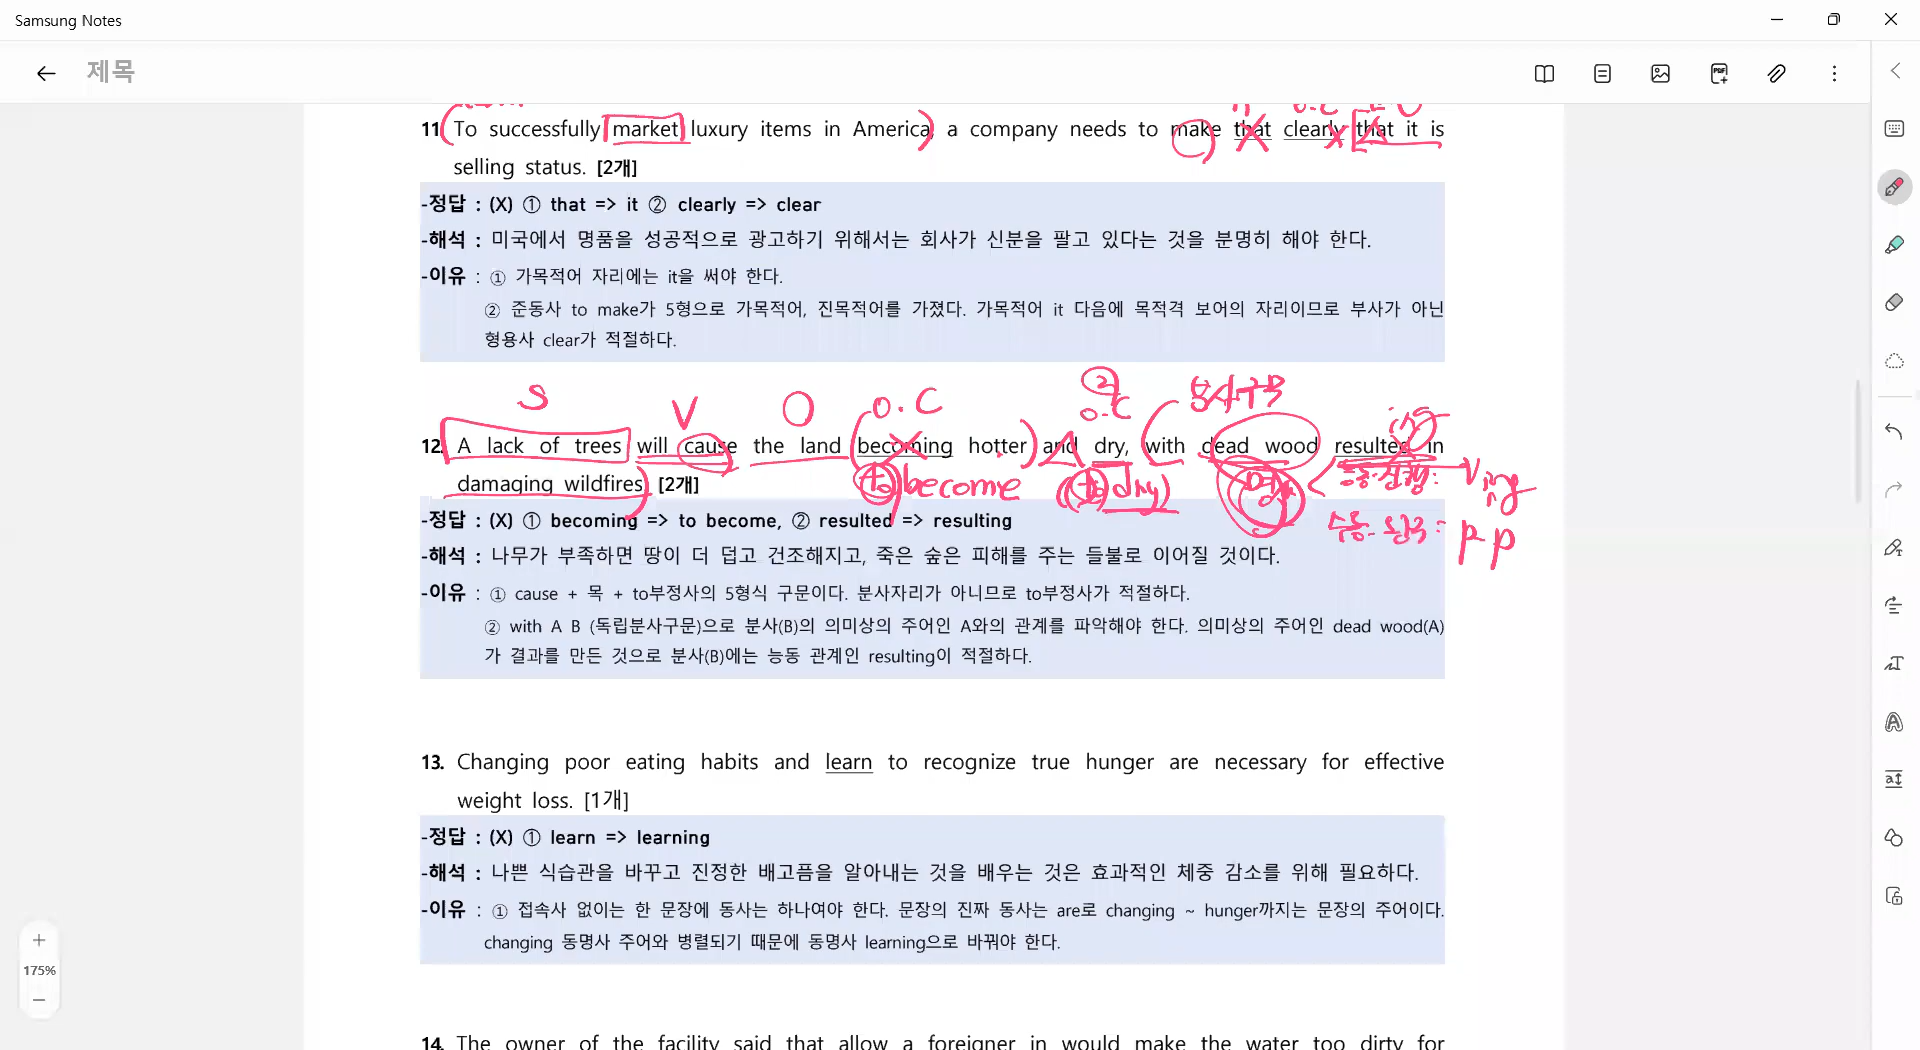 Samsung Notes
제목
11 To successfully market luxury items in America, a company needs to make that clearly that it is
selling status. [2개]
-정답 : (X) ① that => it ② clearly => clear
-해석 : 미국에서 명품을 성공적으로 광고하기 위해서는 회사가 신분을 팔고 있다는 것을 분명히 해야 한다.
-이유 : ① 가목적어 자리에는 it을 써야 한다.
② 준동사 to make가 5형으로 가목적어, 진목적어를 가졌다. 가목적어 it 다음에 목적격 보어의 자리이므로 부사가 아닌
형용사 clear가 적절하다.
S V O o.c ② o.c 분사구문 ing
12. A lack of trees will cause the land becoming hotter and dry, with dead wood resulted in
damaging wildfires. [2개]
to become (to dry) 능동·진행: Ving
수동·완료: p.p
-정답 : (X) ① becoming => to become, ② resulted => resulting
-해석 : 나무가 부족하면 땅이 더 덥고 건조해지고, 죽은 숲은 피해를 주는 들불로 이어질 것이다.
-이유 : ① cause + 목 + to부정사의 5형식 구문이다. 분사자리가 아니므로 to부정사가 적절하다.
② with A B (독립분사구문)으로 분사(B)의 의미상의 주어인 A와의 관계를 파악해야 한다. 의미상의 주어인 dead wood(A)
가 결과를 만든 것으로 분사(B)에는 능동 관계인 resulting이 적절하다.
13. Changing poor eating habits and learn to recognize true hunger are necessary for effective
weight loss. [1개]
-정답 : (X) ① learn => learning
-해석 : 나쁜 식습관을 바꾸고 진정한 배고픔을 알아내는 것을 배우는 것은 효과적인 체중 감소를 위해 필요하다.
-이유 : ① 접속사 없이는 한 문장에 동사는 하나여야 한다. 문장의 진짜 동사는 are로 changing ~ hunger까지는 문장의 주어이다.
changing 동명사 주어와 병렬되기 때문에 동명사 learning으로 바꿔야 한다.
14. The owner of the facility said that allow a foreigner in would make the water too dirty for
175%